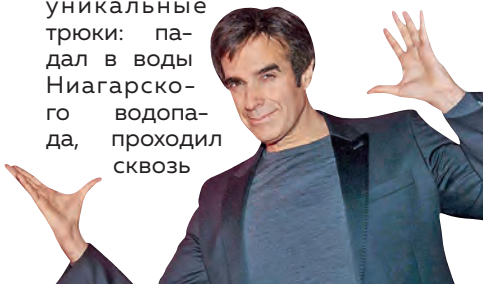 уникальные
трюки: па-
дал в воды
Ниагарско-
го водопа-
да, проходил
сквозь